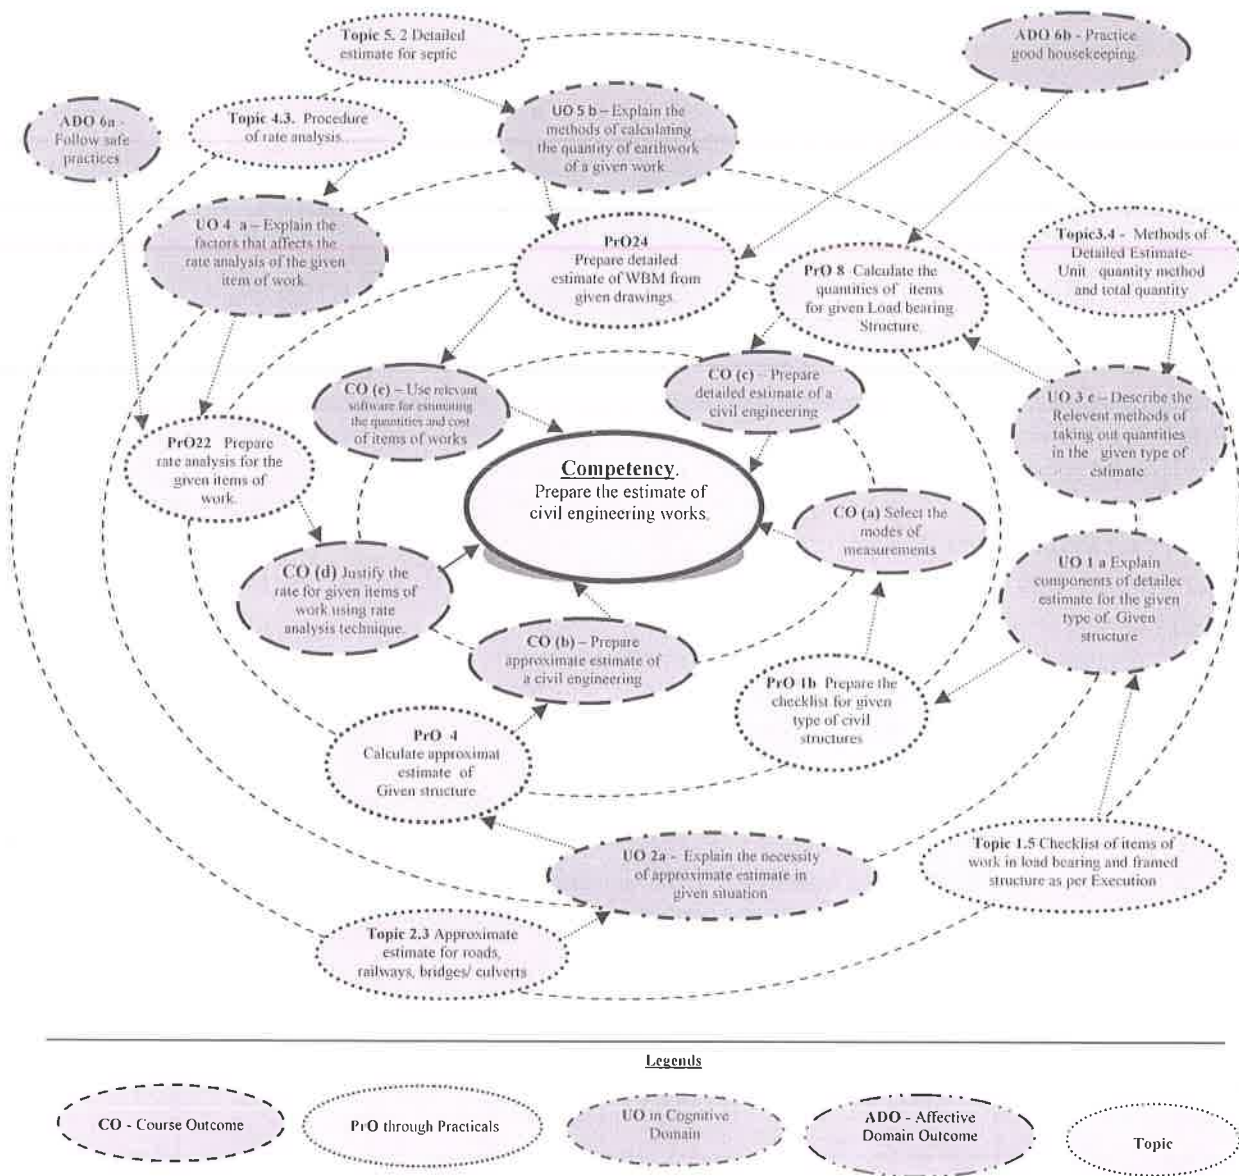 Topic 5. 2 Detailed
estimate for septic
ADO 6b - Practice
good housekeeping.
ADO 6a -
Follow safe
practices
Topic 4.3. Procedure
of rate analysis.
UO 5 b – Explain the
methods of calculating
the quantity of earthwork
of a given work
UO 4 a – Explain the
factors that affects the
rate analysis of the given
item of work.
PrO24
Prepare detailed
estimate of WBM from
given drawings.
PrO 8 Calculate the
quantities of items
for given Load bearing
Structure.
Topic3.4 - Methods of
Detailed Estimate-
Unit quantity method
and total quantity
CO (e) – Use relevant
software for estimating
the quantities and cost
of items of works
CO (c) – Prepare
detailed estimate of a
civil engineering
UO 3 e – Describe the
Relevent methods of
taking out quantities
in the given type of
estimate
PrO22 Prepare
rate analysis for the
given items of
work.
Competency.
Prepare the estimate of
civil engineering works.
CO (a) Select the
modes of
measurements
CO (d) Justify the
rate for given items of
work using rate
analysis technique.
UO 1 a Explain
components of detailec
estimate for the given
type of. Given
structure
CO (b) – Prepare
approximate estimate of
a civil engineering
PrO 1b Prepare the
checklist for given
type of civil
structures
PrO 4
Calculate approximat
estimate of
Given structure
UO 2a - Explain the necessity
of approximate estimate in
given situation
Topic 1.5 Checklist of items of
work in load bearing and framed
structure as per Execution
Topic 2.3 Approximate
estimate for roads,
railways, bridges/ culverts
Legends
CO - Course Outcome
PrO through Practicals
UO in Cognitive
Domain
ADO - Affective
Domain Outcome
Topic